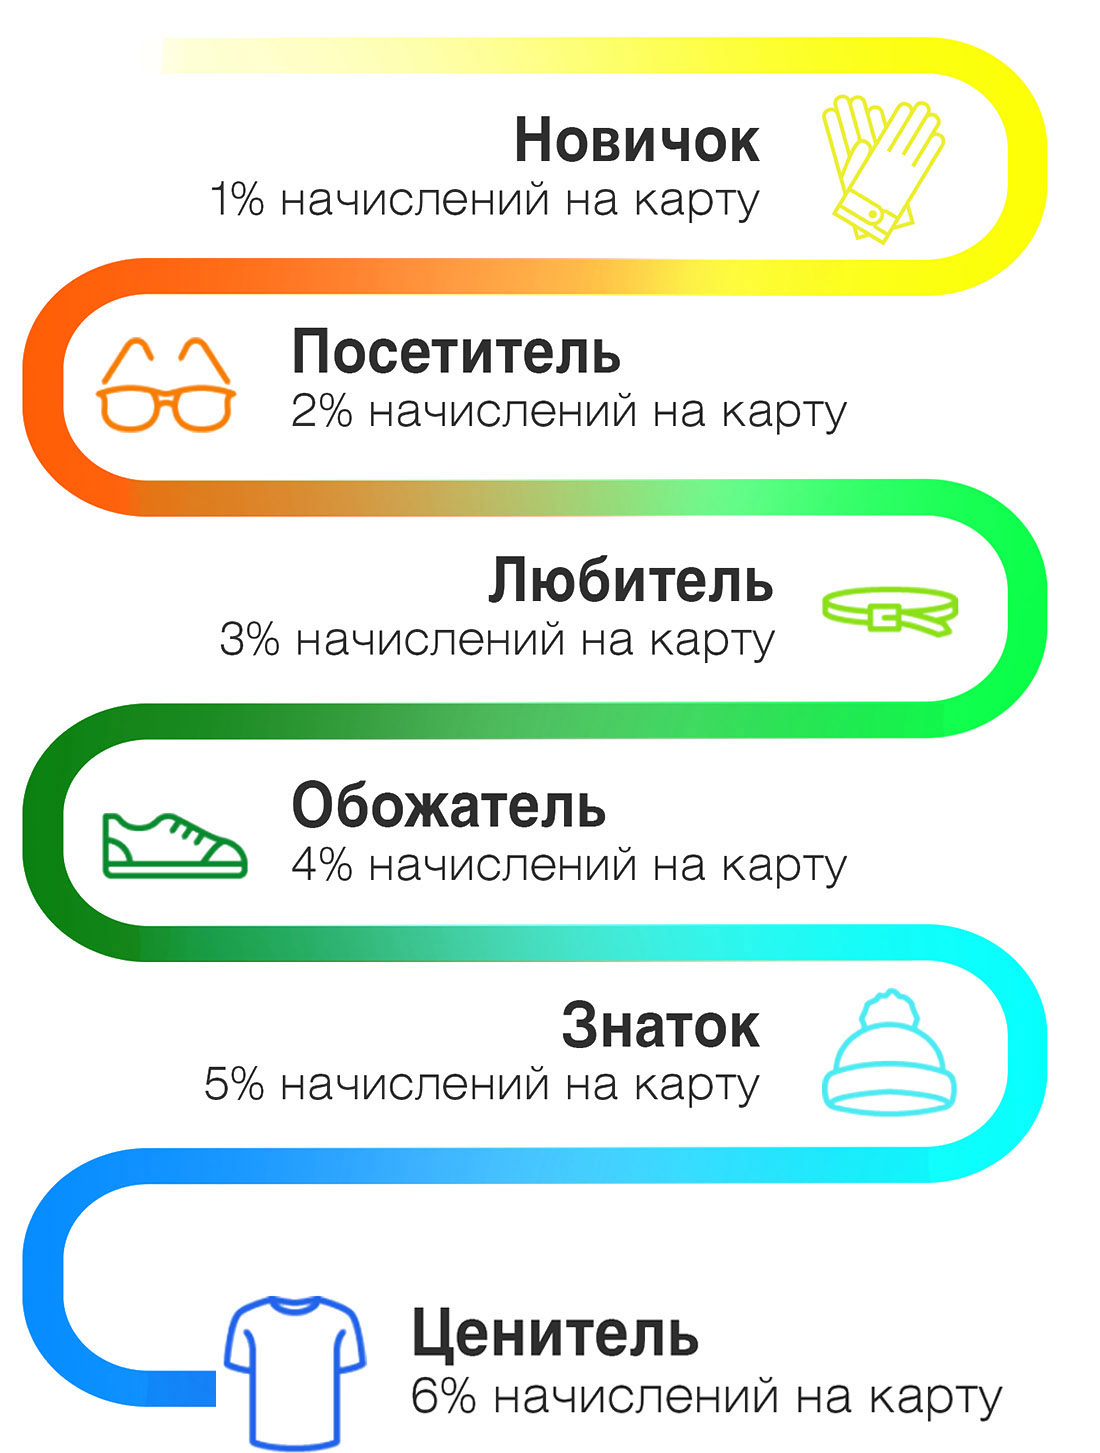 Новичок
1% начислений на карту
Посетитель
2% начислений на карту
Любитель
3% начислений на карту
Обожатель
4% начислений на карту
Знаток
5% начислений на карту
Ценитель
6% начислений на карту